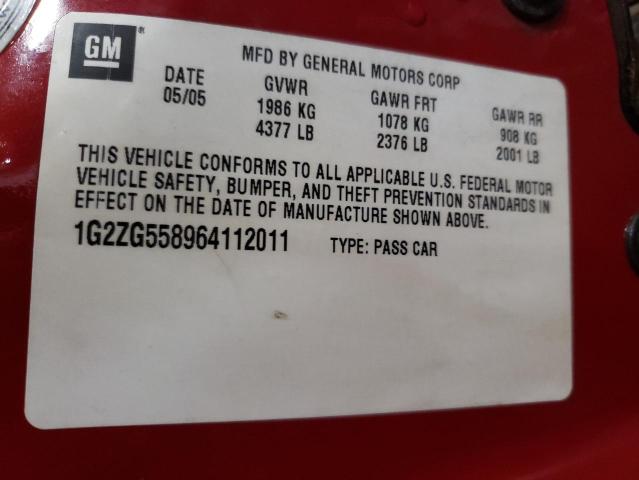 GM ®
MFD BY GENERAL MOTORS CORP
DATE GVWR GAWR FRT GAWR RR
05/05 1986 KG 1078 KG 908 KG
4377 LB 2376 LB 2001 LB
THIS VEHICLE CONFORMS TO ALL APPLICABLE U.S. FEDERAL MOTOR
VEHICLE SAFETY, BUMPER, AND THEFT PREVENTION STANDARDS IN
EFFECT ON THE DATE OF MANUFACTURE SHOWN ABOVE.
1G2ZG558964112011 TYPE: PASS CAR